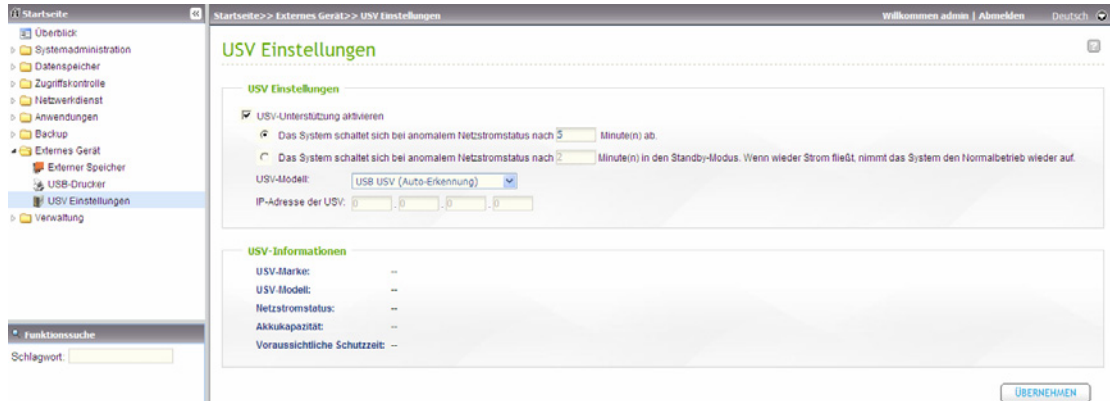 Startseite
Startseite>> Externes Gerät>> USV Einstellungen
Willkommen admin | Abmelden
Deutsch
Überblick
Systemadministration
Datenspeicher
Zugriffskontrolle
Netzwerkdienst
Anwendungen
Backup
Externes Gerät
Externer Speicher
USB-Drucker
USV Einstellungen
Verwaltung
Funktionssuche
Schlagwort:
USV Einstellungen
USV Einstellungen
USV-Unterstützung aktivieren
Das System schaltet sich bei anomalem Netzstromstatus nach 5 Minute(n) ab.
Das System schaltet sich bei anomalem Netzstromstatus nach 2 Minute(n) in den Standby-Modus. Wenn wieder Strom fließt, nimmt das System den Normalbetrieb wieder auf.
USV-Modell: USB USV (Auto-Erkennung)
IP-Adresse der USV: 0 . 0 . 0 . 0
USV-Informationen
USV-Marke: --
USV-Modell: --
Netzstromstatus: --
Akkukapazität: --
Voraussichtliche Schutzzeit: --
ÜBERNEHMEN